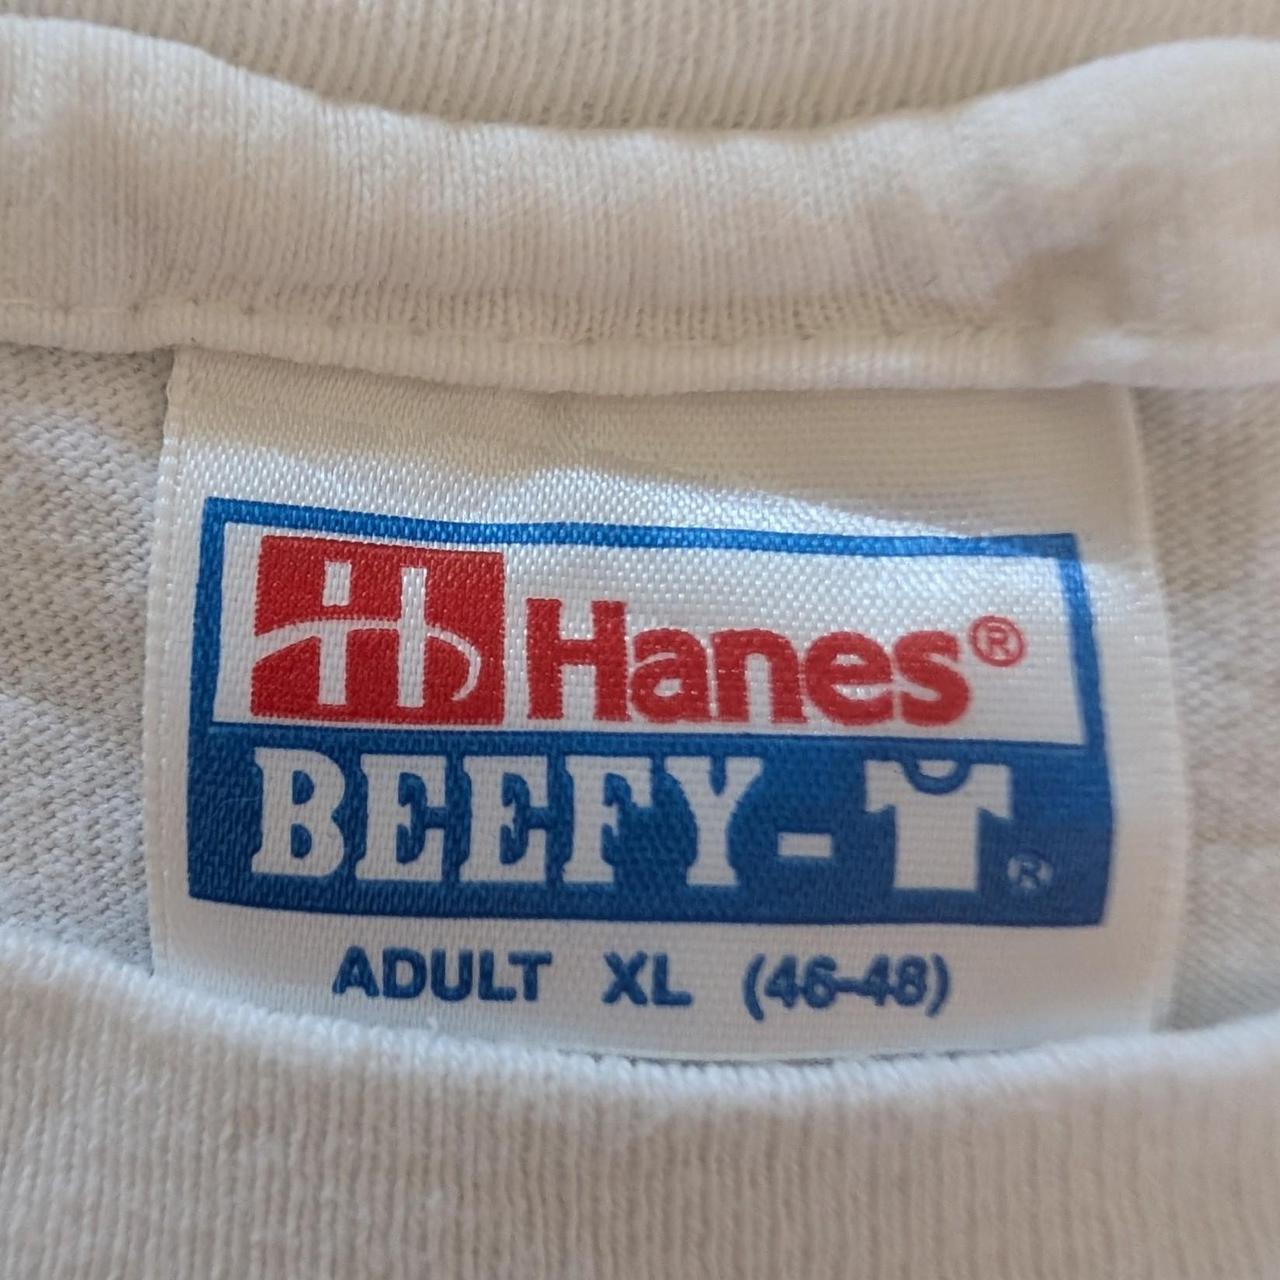 H Hanes®
BEEFY-T®
ADULT XL (46-48)